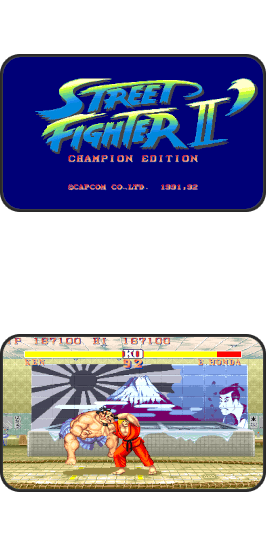 STREET
FIGHTER II'
CHAMPION EDITION
©CAPCOM CO.,LTD. 1991,92
1P 167100 HI 167100
KO
KEN 92 E.HONDA